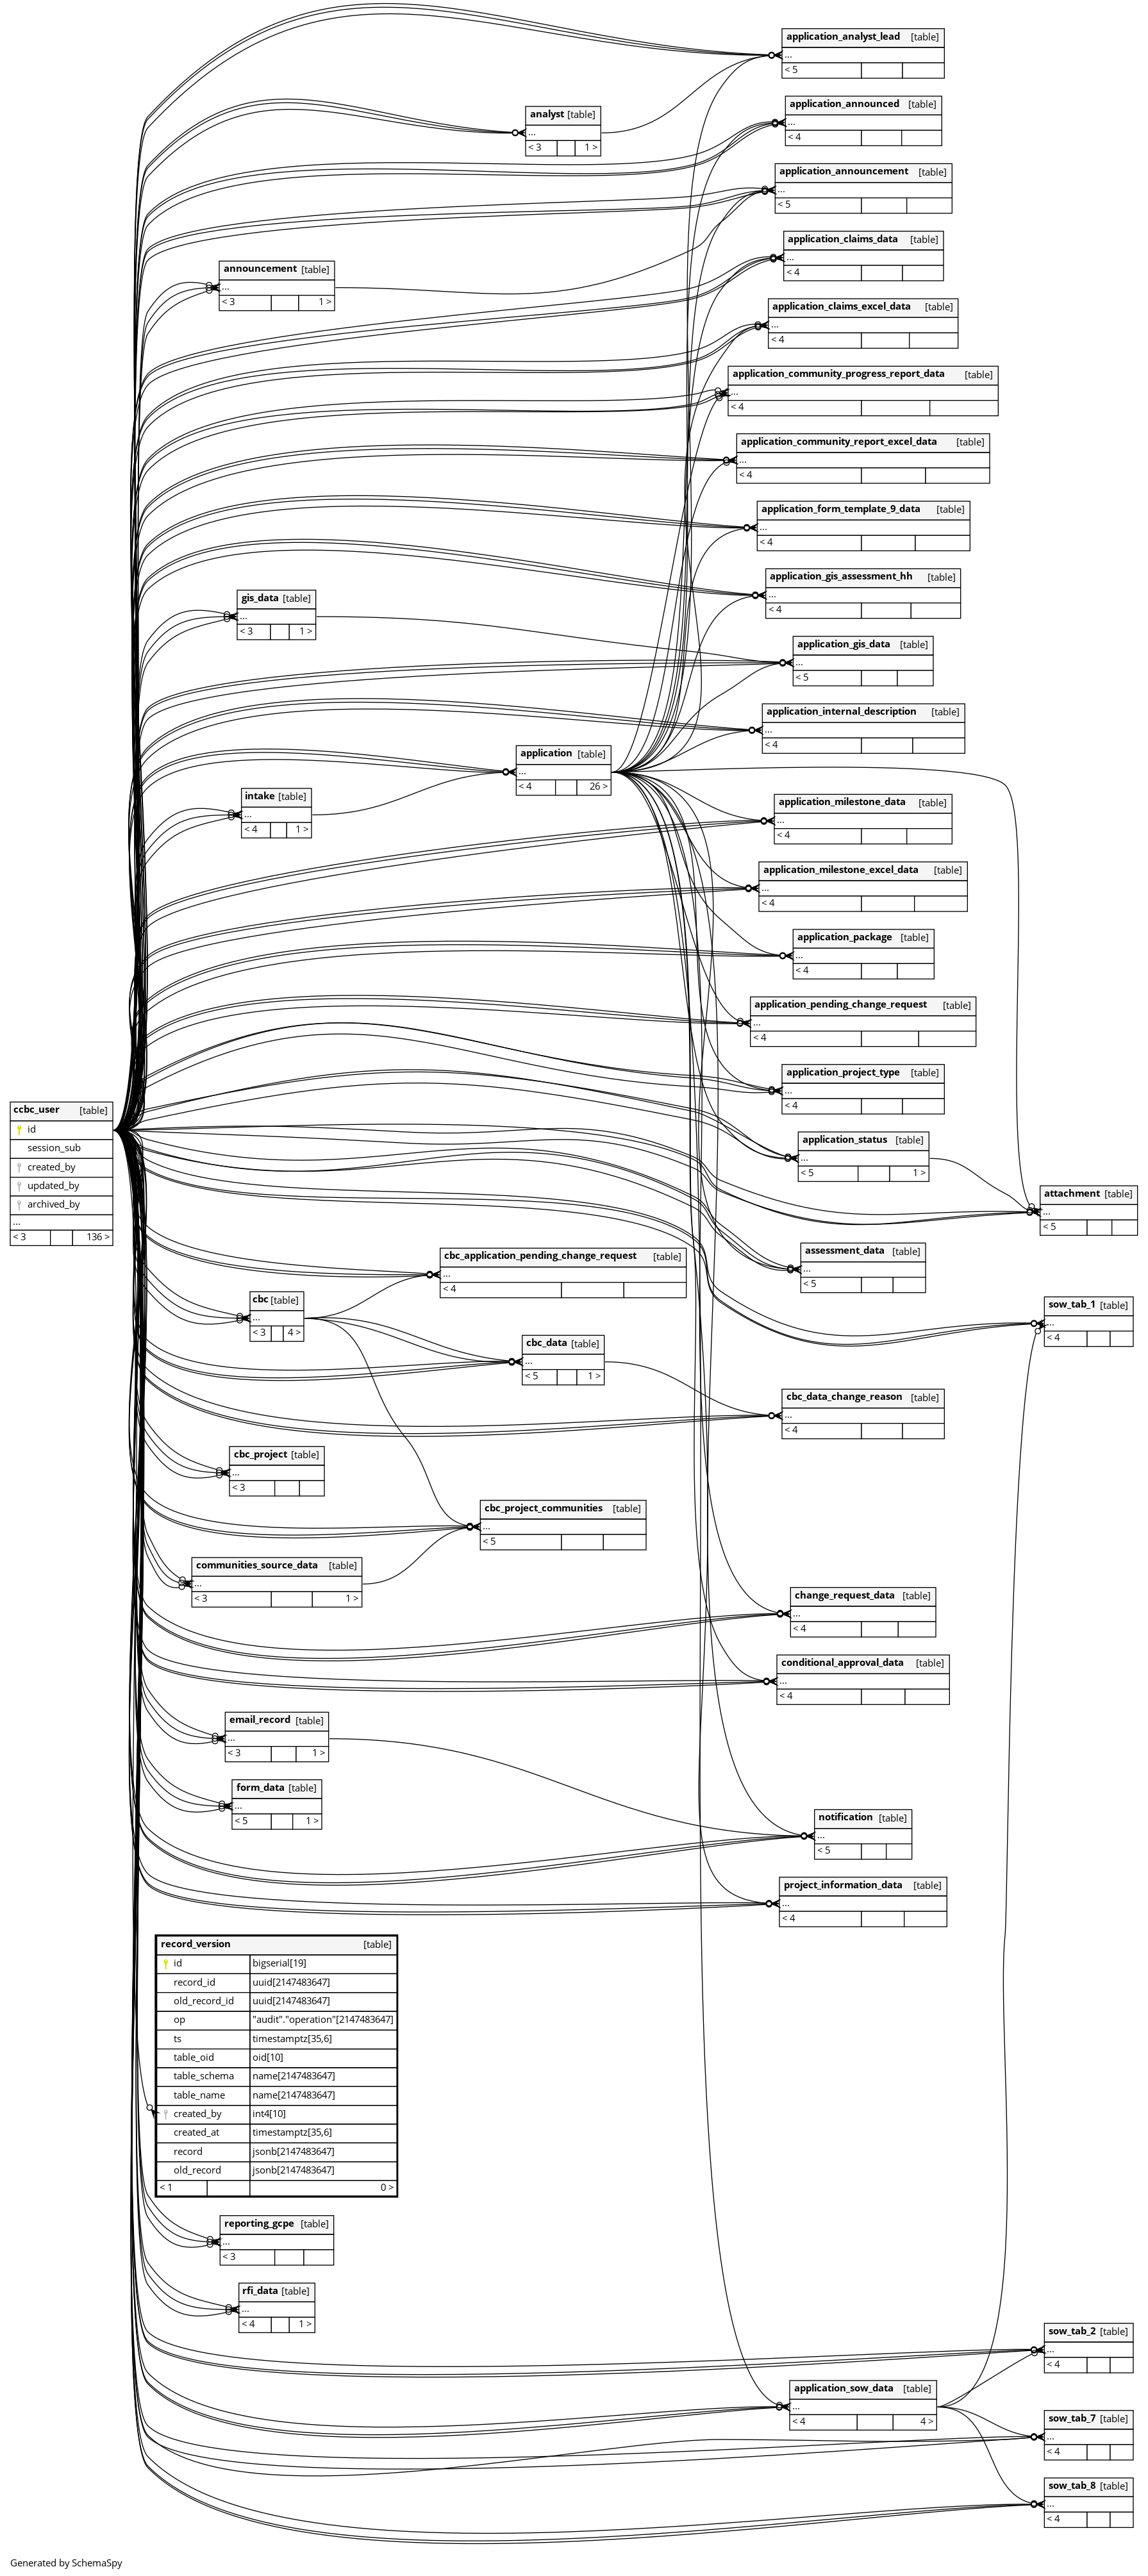 application_analyst_lead [table]
...
< 5
application_announced [table]
...
< 4
analyst [table]
...
< 3 1 >
application_announcement [table]
...
< 5
application_claims_data [table]
...
< 4
announcement [table]
...
< 3 1 >
application_claims_excel_data [table]
...
< 4
application_community_progress_report_data [table]
...
< 4
application_community_report_excel_data [table]
...
< 4
application_form_template_9_data [table]
...
< 4
application_gis_assessment_hh [table]
...
< 4
gis_data [table]
...
< 3 1 >
application_gis_data [table]
...
< 5
application_internal_description [table]
...
< 4
application [table]
...
< 4 26 >
intake [table]
...
< 4 1 >
application_milestone_data [table]
...
< 4
application_milestone_excel_data [table]
...
< 4
application_package [table]
...
< 4
application_pending_change_request [table]
...
< 4
application_project_type [table]
...
< 4
ccbc_user [table]
id
session_sub
created_by
updated_by
archived_by
...
< 3 136 >
application_status [table]
...
< 5 1 >
attachment [table]
...
< 5
assessment_data [table]
...
< 5
cbc_application_pending_change_request [table]
...
< 4
cbc [table]
...
< 3 4 >
sow_tab_1 [table]
...
< 4
cbc_data [table]
...
< 5 1 >
cbc_data_change_reason [table]
...
< 4
cbc_project [table]
...
< 3
cbc_project_communities [table]
...
< 5
communities_source_data [table]
...
< 3 1 >
change_request_data [table]
...
< 4
conditional_approval_data [table]
...
< 4
email_record [table]
...
< 3 1 >
form_data [table]
...
< 5 1 >
notification [table]
...
< 5
project_information_data [table]
...
< 4
record_version [table]
id bigserial[19]
record_id uuid[2147483647]
old_record_id uuid[2147483647]
op "audit"."operation"[2147483647]
ts timestamptz[35,6]
table_oid oid[10]
table_schema name[2147483647]
table_name name[2147483647]
created_by int4[10]
created_at timestamptz[35,6]
record jsonb[2147483647]
old_record jsonb[2147483647]
< 1 0 >
reporting_gcpe [table]
...
< 3
rfi_data [table]
...
< 4 1 >
sow_tab_2 [table]
...
< 4
application_sow_data [table]
...
< 4 4 >
sow_tab_7 [table]
...
< 4
sow_tab_8 [table]
...
< 4
Generated by SchemaSpy